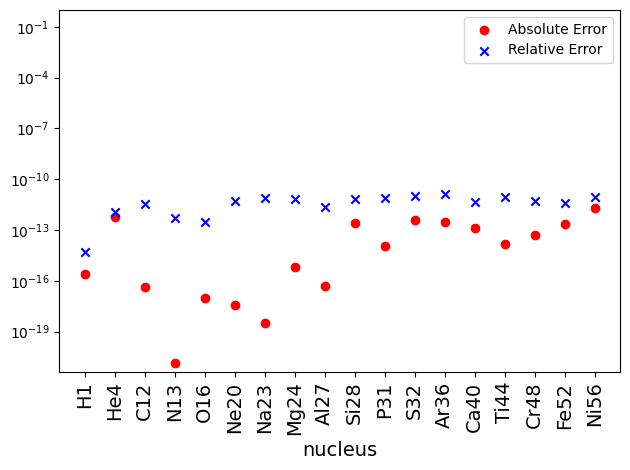 10^-1
10^-4
10^-7
10^-10
10^-13
10^-16
10^-19
Absolute Error
Relative Error
H1
He4
C12
N13
O16
Ne20
Na23
Mg24
Al27
Si28
P31
S32
Ar36
Ca40
Ti44
Cr48
Fe52
Ni56
nucleus